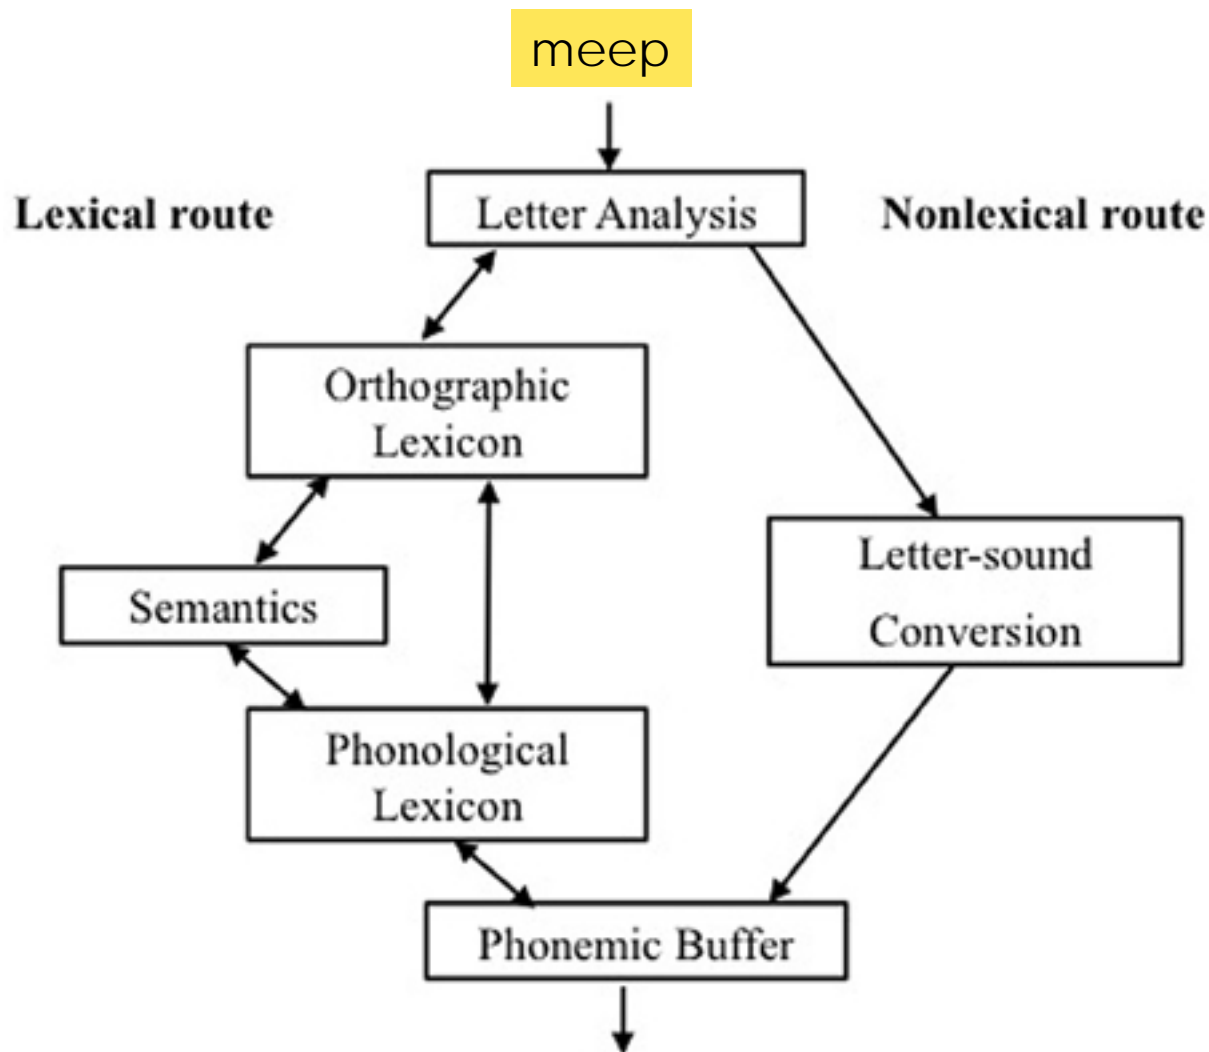 meep
Lexical route
Letter Analysis
Nonlexical route
Orthographic
Lexicon
Letter-sound
Conversion
Semantics
Phonological
Lexicon
Phonemic Buffer